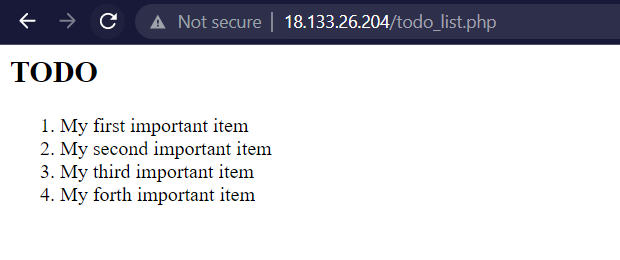 Not secure | 18.133.26.204/todo_list.php
TODO
1. My first important item
2. My second important item
3. My third important item
4. My forth important item